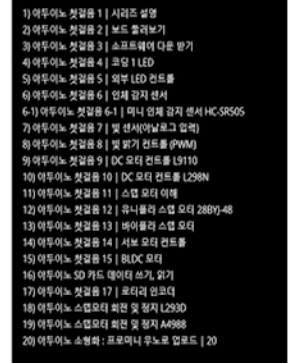 1) 아두이노 첫걸음 1 | 시리즈 설명
2) 아두이노 첫걸음 2 | 보드 둘러보기
3) 아두이노 첫걸음 3 | 소프트웨어 다운 받기
4) 아두이노 첫걸음 4 | 코딩 1 LED
5) 아두이노 첫걸음 5 | 외부 LED 컨트롤
6) 아두이노 첫걸음 6 | 인체 감지 센서
6-1) 아두이노 첫걸음 6-1 | 미니 인체 감지 센서 HC-SR505
7) 아두이노 첫걸음 7 | 빛 센서(아날로그 입력)
8) 아두이노 첫걸음 8 | 빛 밝기 컨트롤 (PWM)
9) 아두이노 첫걸음 9 | DC 모터 컨트롤 L9110
10) 아두이노 첫걸음 10 | DC 모터 컨트롤 L298N
11) 아두이노 첫걸음 11 | 스텝 모터 이해
12) 아두이노 첫걸음 12 | 유니폴라 스텝 모터 28BYJ-48
13) 아두이노 첫걸음 13 | 바이폴라 스텝 모터
14) 아두이노 첫걸음 14 | 서보 모터 컨트롤
15) 아두이노 첫걸음 15 | BLDC 모터
16) 아두이노 SD 카드 데이터 쓰기, 읽기
17) 아두이노 첫걸음 17 | 로터리 인코더
18) 아두이노 스텝모터 회전 및 정지 L293D
19) 아두이노 스텝모터 회전 및 정지 A4988
20) 아두이노 소형화 : 프로미니 우노로 업로드 | 20